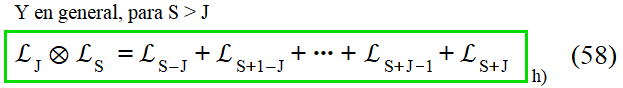 Y en general, para S > J
ℒ_J ⊗ ℒ_S = ℒ_{S−J} + ℒ_{S+1−J} + ⋯ + ℒ_{S+J−1} + ℒ_{S+J} h) (58)